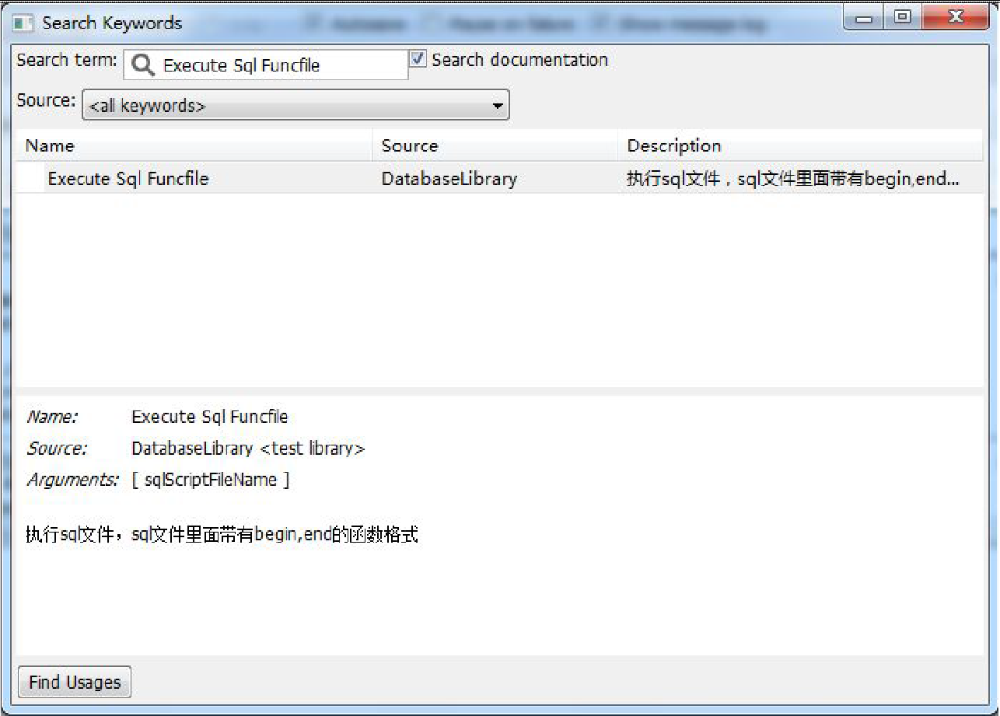 Search Keywords
Search term: Execute Sql Funcfile Search documentation
Source: <all keywords>
Name Source Description
Execute Sql Funcfile DatabaseLibrary 执行sql文件，sql文件里面带有begin,end...
Name: Execute Sql Funcfile
Source: DatabaseLibrary <test library>
Arguments: [ sqlScriptFileName ]
执行sql文件，sql文件里面带有begin,end的函数格式
Find Usages